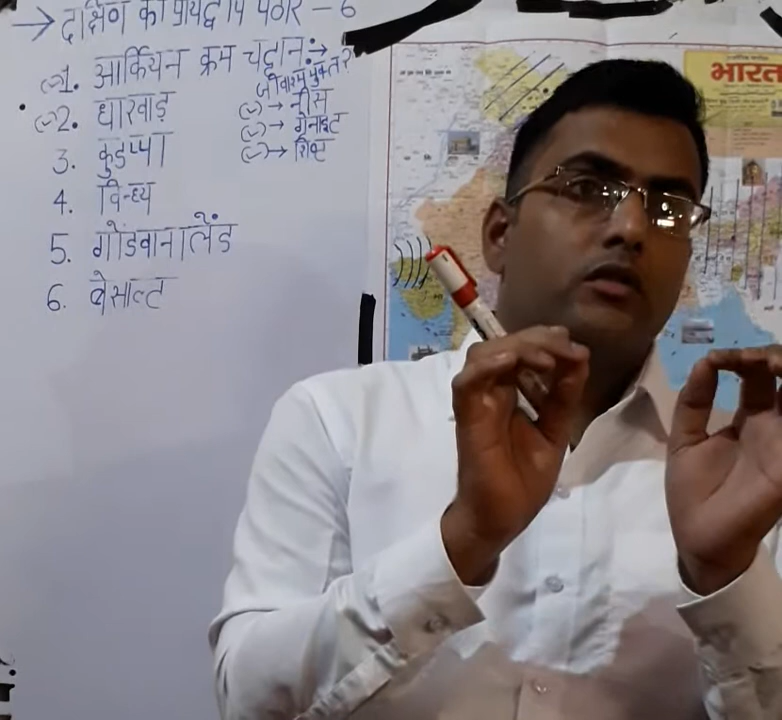 → दक्षिण का प्रायद्वीप पठार - 6
1. आर्कियन क्रम चट्टान:→
जीवाश्म मुक्त?
2. धारवाड़
→ नीस
→ ग्रेनाइट
→ शिष्ट
3. कुडप्पा
4. विन्ध्य
5. गोंडवानालैंड
6. बेसाल्ट
भारत